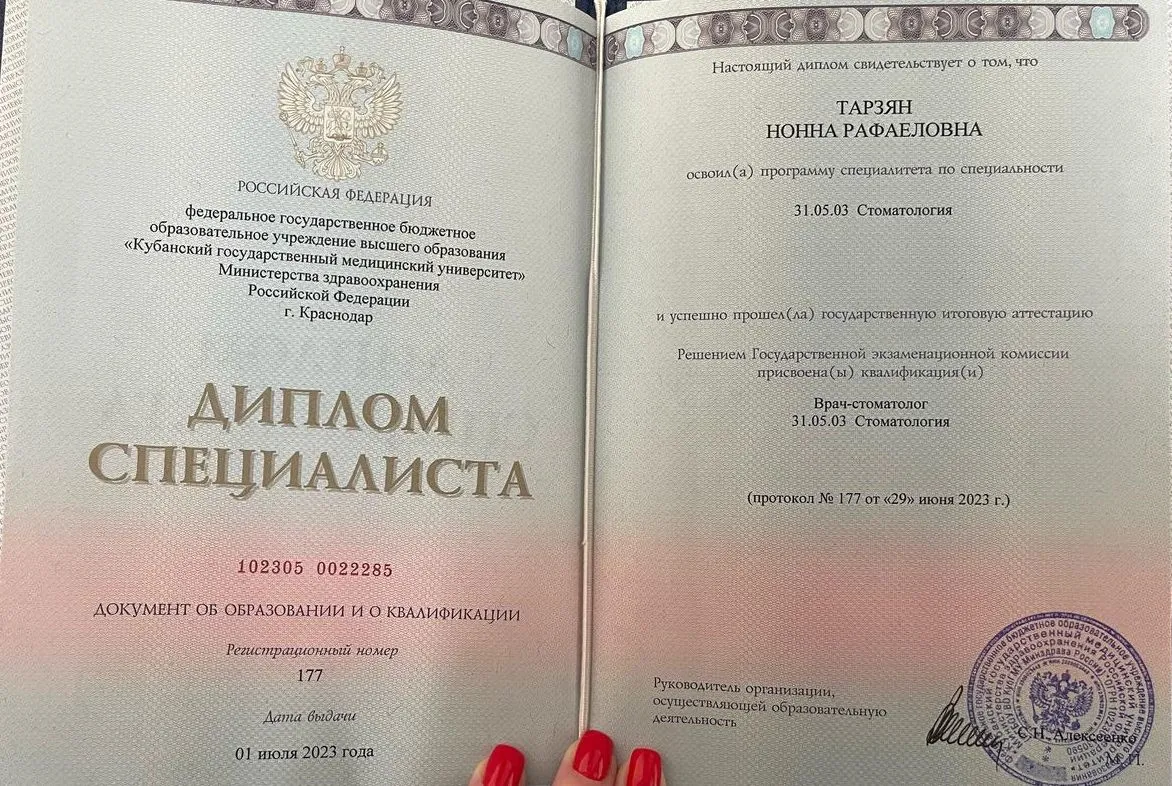 РОССИЙСКАЯ ФЕДЕРАЦИЯ
федеральное государственное бюджетное
образовательное учреждение высшего образования
«Кубанский государственный медицинский университет»
Министерства здравоохранения
Российской Федерации
г. Краснодар
ДИПЛОМ
СПЕЦИАЛИСТА
102305 0022285
ДОКУМЕНТ ОБ ОБРАЗОВАНИИ И О КВАЛИФИКАЦИИ
Регистрационный номер
177
Дата выдачи
01 июля 2023 года
Настоящий диплом свидетельствует о том, что
ТАРЗЯН
НОННА РАФАЕЛОВНА
освоил(а) программу специалитета по специальности
31.05.03 Стоматология
и успешно прошел(ла) государственную итоговую аттестацию
Решением Государственной экзаменационной комиссии
присвоена(ы) квалификация(и)
Врач-стоматолог
31.05.03 Стоматология
(протокол № 177 от «29» июня 2023 г.)
Руководитель организации,
осуществляющей образовательную
деятельность
С.Н. Алексеенко
М.П.